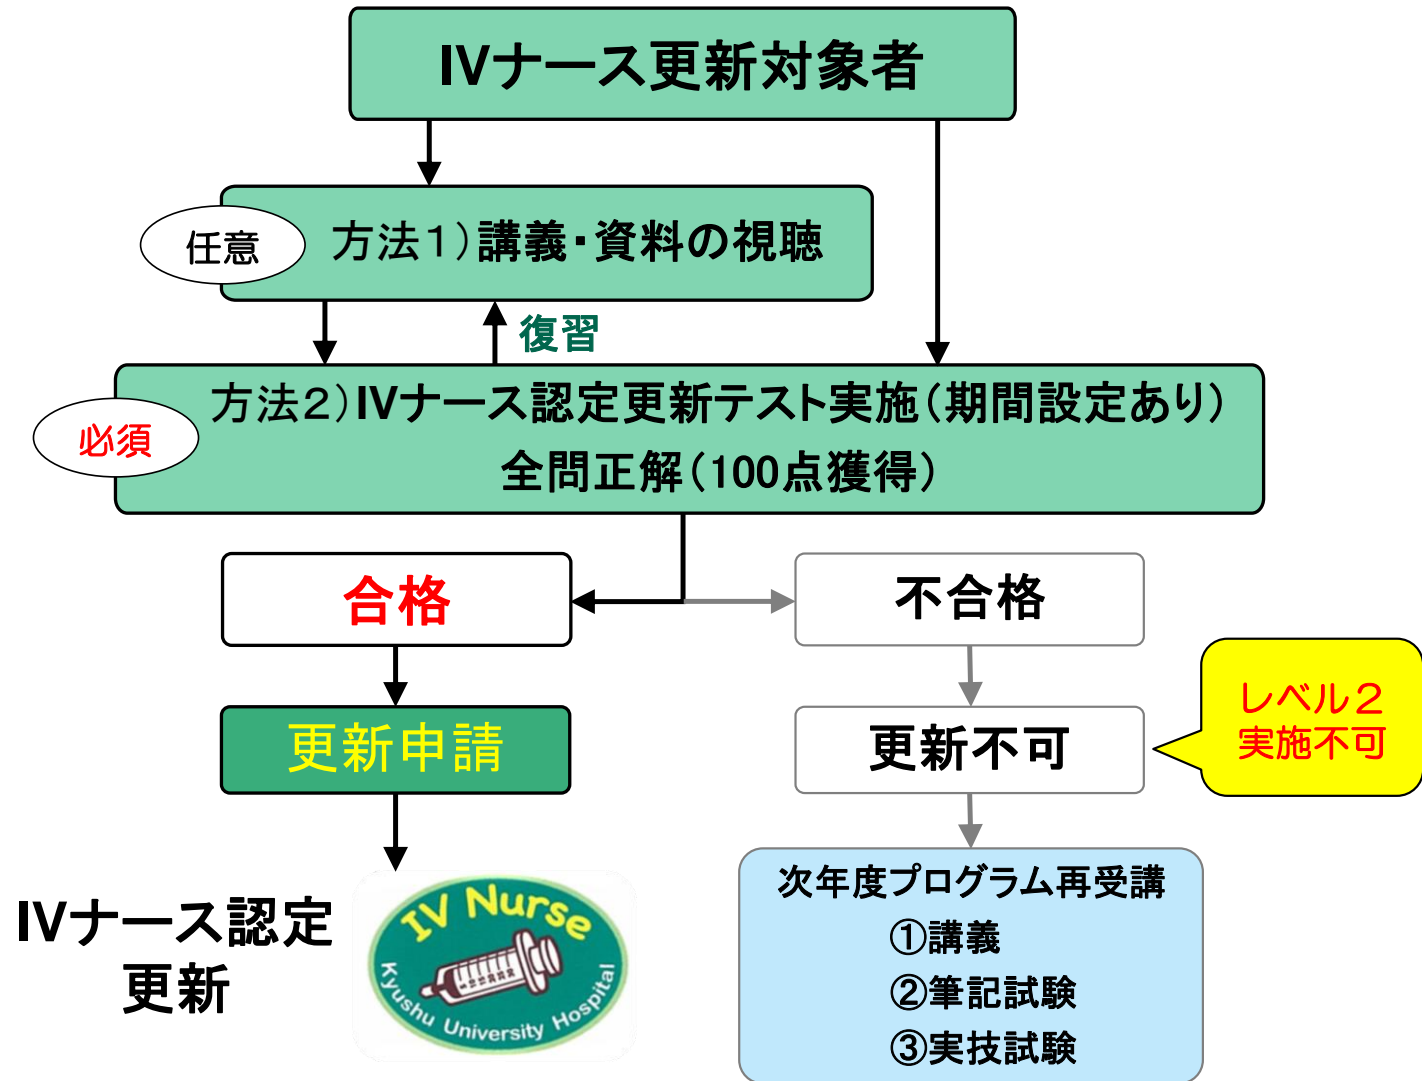 IVナース更新対象者
任意
方法1）講義・資料の視聴
復習
必須
方法2）IVナース認定更新テスト実施（期間設定あり）
全問正解（100点獲得）
合格
不合格
更新申請
更新不可
レベル2
実施不可
IVナース認定
更新
IV Nurse
Kyushu University Hospital
次年度プログラム再受講
①講義
②筆記試験
③実技試験